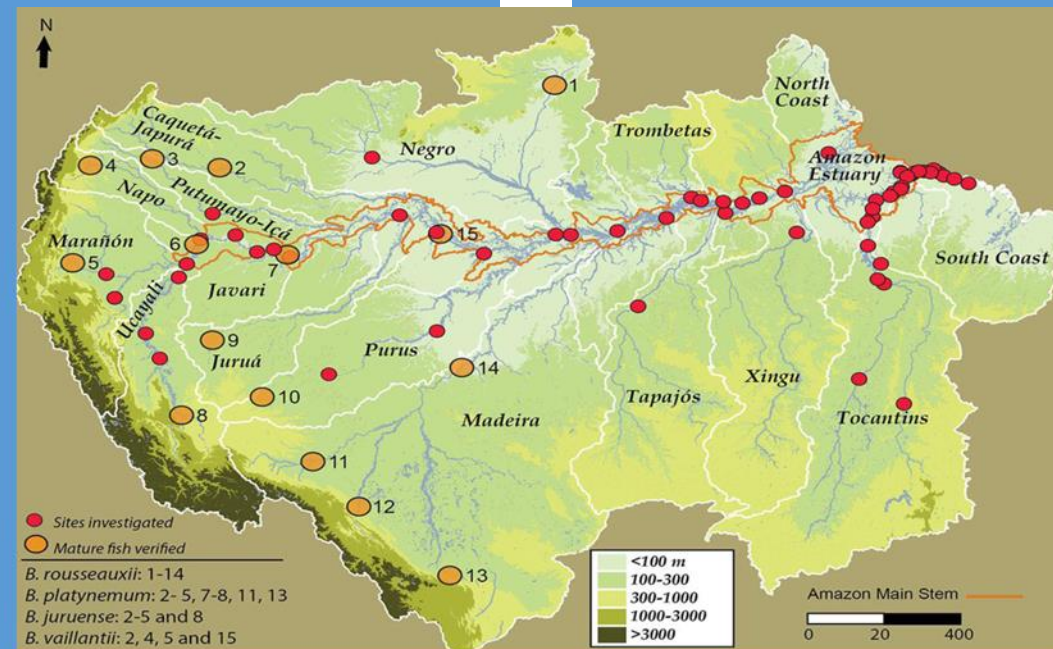 N
North
Coast
1
Caquetá-
Japurá
Trombetas
Negro
4
3
2
Amazon
Estuary
Napo
Putumayo-Içá
Marañón
6
15
5
7
South Coast
Javari
Ucayali
9
Juruá
Purus
14
10
Xingu
Tapajós
Madeira
Tocantins
8
11
12
13
Sites investigated
Mature fish verified
B. rousseauxii: 1-14
B. platynemum: 2- 5, 7-8, 11, 13
B. juruense: 2-5 and 8
B. vaillantii: 2, 4, 5 and 15
<100 m
100-300
300-1000
1000-3000
>3000
Amazon Main Stem
0 20 400